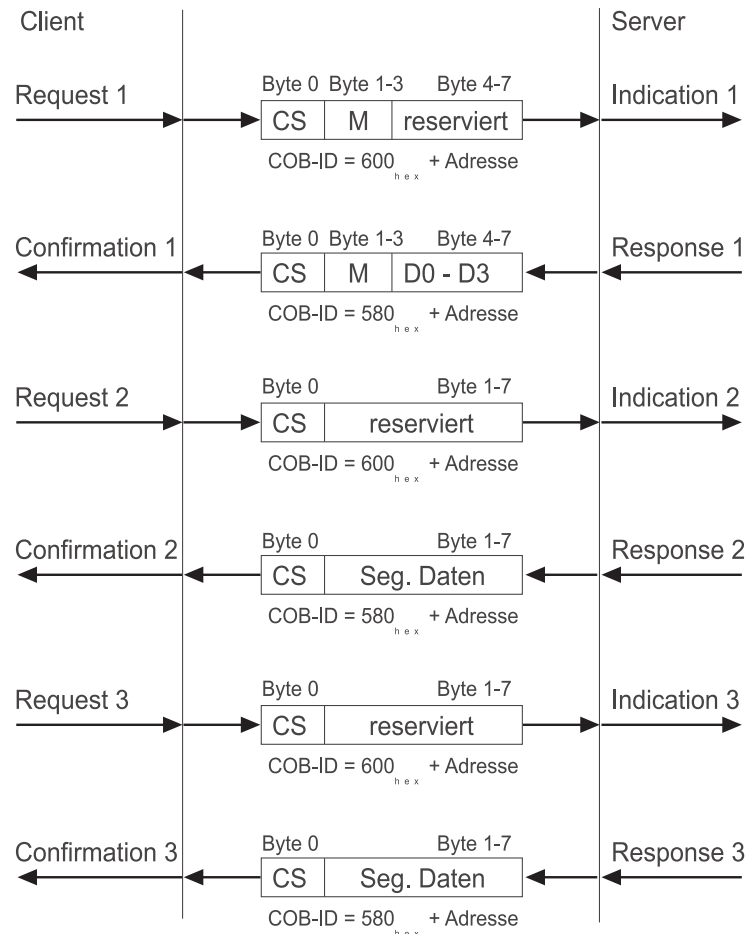 Client Server
Byte 0 Byte 1-3 Byte 4-7
Request 1 Indication 1
CS M reserviert
COB-ID = 600 hex + Adresse
Byte 0 Byte 1-3 Byte 4-7
Confirmation 1 Response 1
CS M D0 - D3
COB-ID = 580 hex + Adresse
Byte 0 Byte 1-7
Request 2 Indication 2
CS reserviert
COB-ID = 600 hex + Adresse
Byte 0 Byte 1-7
Confirmation 2 Response 2
CS Seg. Daten
COB-ID = 580 hex + Adresse
Byte 0 Byte 1-7
Request 3 Indication 3
CS reserviert
COB-ID = 600 hex + Adresse
Byte 0 Byte 1-7
Confirmation 3 Response 3
CS Seg. Daten
COB-ID = 580 hex + Adresse